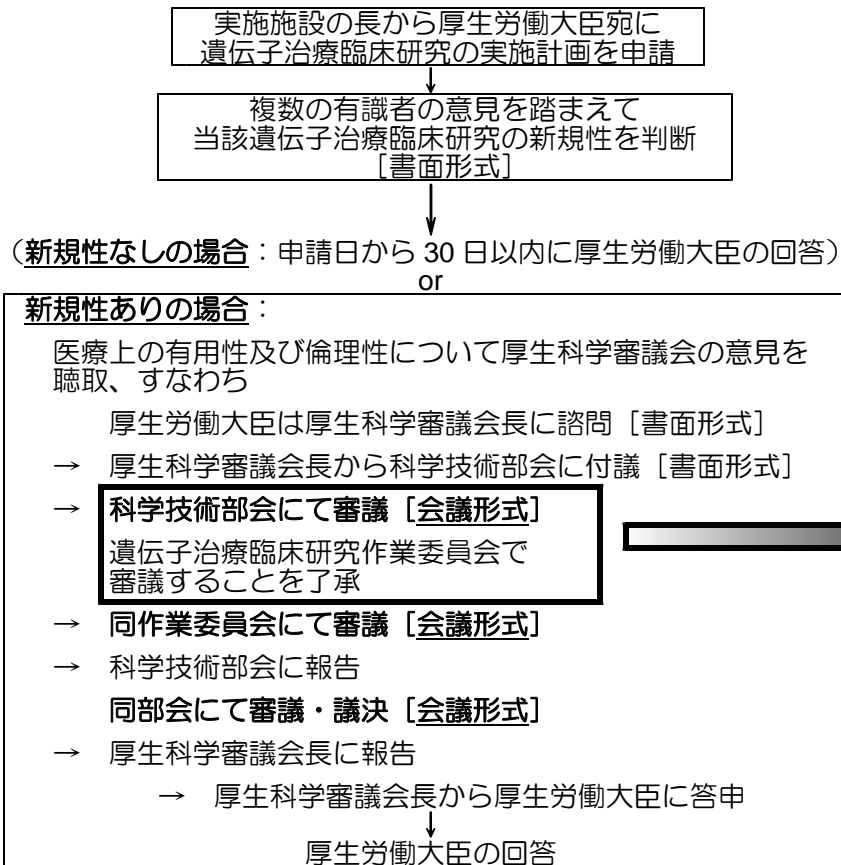 実施施設の長から厚生労働大臣宛に
遺伝子治療臨床研究の実施計画を申請
↓
複数の有識者の意見を踏まえて
当該遺伝子治療臨床研究の新規性を判断
［書面形式］
↓
（新規性なしの場合：申請日から 30 日以内に厚生労働大臣の回答）
or
新規性ありの場合：
医療上の有用性及び倫理性について厚生科学審議会の意見を
聴取、すなわち
厚生労働大臣は厚生科学審議会長に諮問［書面形式］
→ 厚生科学審議会長から科学技術部会に付議［書面形式］
→ 科学技術部会にて審議［会議形式］
遺伝子治療臨床研究作業委員会で
審議することを了承
→ 同作業委員会にて審議［会議形式］
→ 科学技術部会に報告
同部会にて審議・議決［会議形式］
→ 厚生科学審議会長に報告
→ 厚生科学審議会長から厚生労働大臣に答申
↓
厚生労働大臣の回答